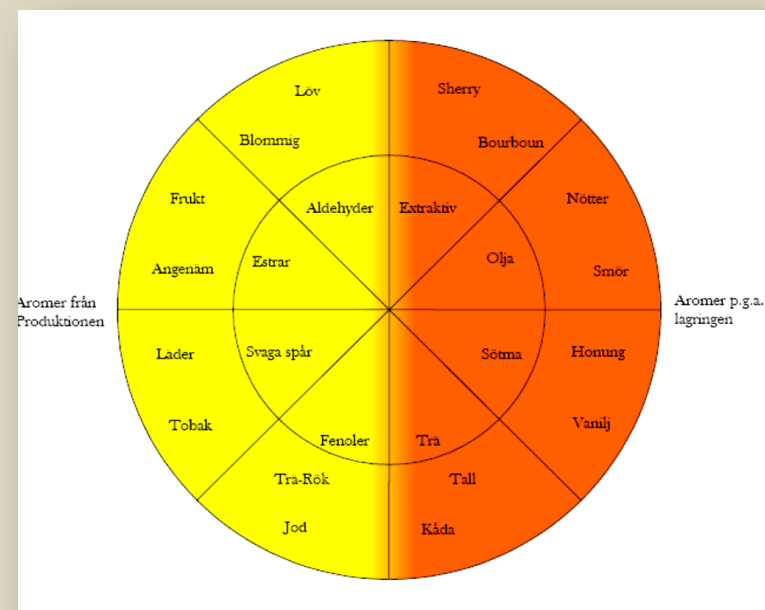 Löv
Sherry
Blommig
Bourboun
Frukt
Aldehyder
Extraktiv
Nötter
Estrar
Olja
Angenäm
Smör
Aromer från
Produktionen
Aromer p.g.a.
lagringen
Läder
Svaga spår
Sötma
Honung
Tobak
Vanilj
Fenoler
Trä
Trä-Rök
Tall
Jod
Kåda